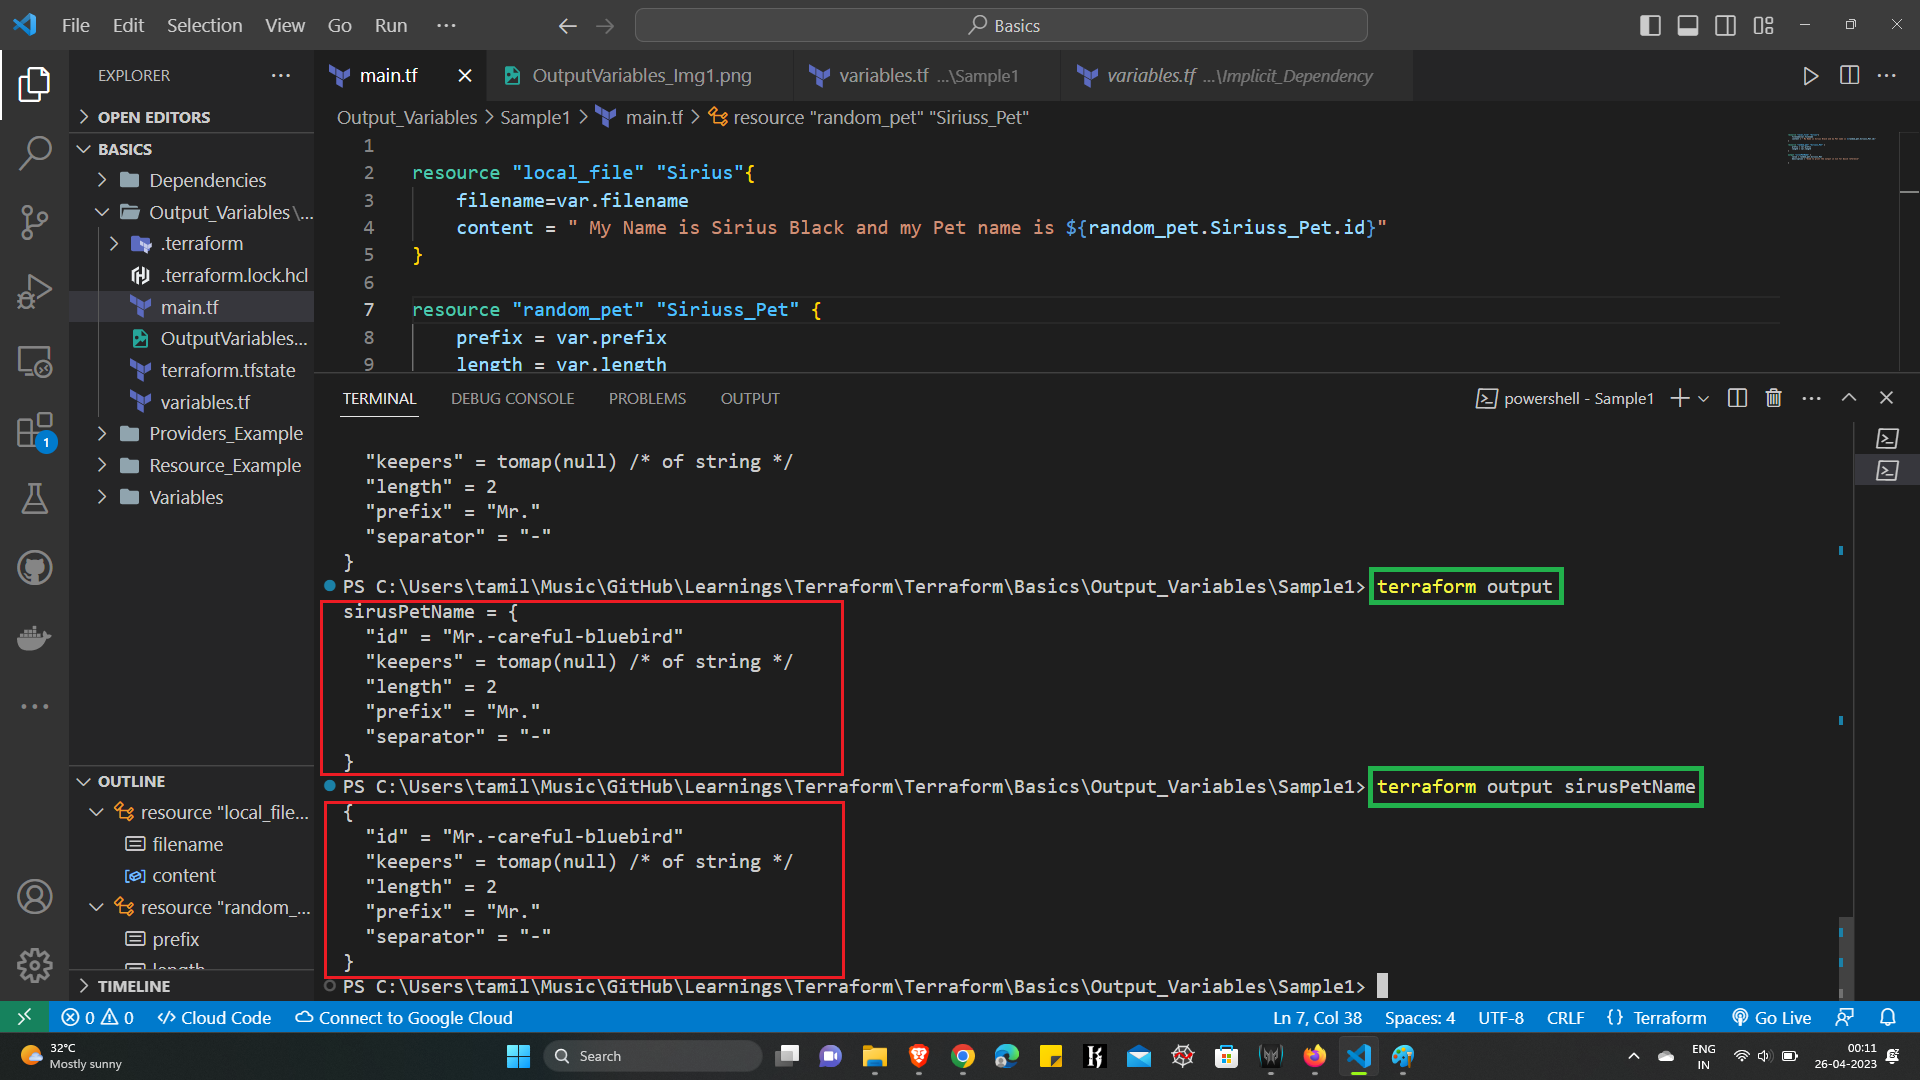 File Edit Selection View Go Run ···
Basics
EXPLORER
main.tf
OutputVariables_Img1.png
variables.tf ...\Sample1
variables.tf ...\Implicit_Dependency
OPEN EDITORS
BASICS
Dependencies
Output_Variables \ ...
.terraform
.terraform.lock.hcl
main.tf
OutputVariables...
terraform.tfstate
variables.tf
Providers_Example
Resource_Example
Variables
OUTLINE
resource "local_file...
filename
content
resource "random_...
prefix
length
TIMELINE
Output_Variables > Sample1 > main.tf > resource "random_pet" "Siriuss_Pet"
1
2 resource "local_file" "Sirius"{
3 filename=var.filename
4 content = " My Name is Sirius Black and my Pet name is ${random_pet.Siriuss_Pet.id}"
5 }
6
7 resource "random_pet" "Siriuss_Pet" {
8 prefix = var.prefix
9 length = var.length
TERMINAL DEBUG CONSOLE PROBLEMS OUTPUT
powershell - Sample1
"keepers" = tomap(null) /* of string */
"length" = 2
"prefix" = "Mr."
"separator" = "-"
}
PS C:\Users\tamil\Music\GitHub\Learnings\Terraform\Terraform\Basics\Output_Variables\Sample1> terraform output
sirusPetName = {
"id" = "Mr.-careful-bluebird"
"keepers" = tomap(null) /* of string */
"length" = 2
"prefix" = "Mr."
"separator" = "-"
}
PS C:\Users\tamil\Music\GitHub\Learnings\Terraform\Terraform\Basics\Output_Variables\Sample1> terraform output sirusPetName
{
"id" = "Mr.-careful-bluebird"
"keepers" = tomap(null) /* of string */
"length" = 2
"prefix" = "Mr."
"separator" = "-"
}
PS C:\Users\tamil\Music\GitHub\Learnings\Terraform\Terraform\Basics\Output_Variables\Sample1>
1
0 0 Cloud Code Connect to Google Cloud
Ln 7, Col 38 Spaces: 4 UTF-8 CRLF {} Terraform Go Live
32°C
Mostly sunny
Search
ENG
IN
00:11
26-04-2023